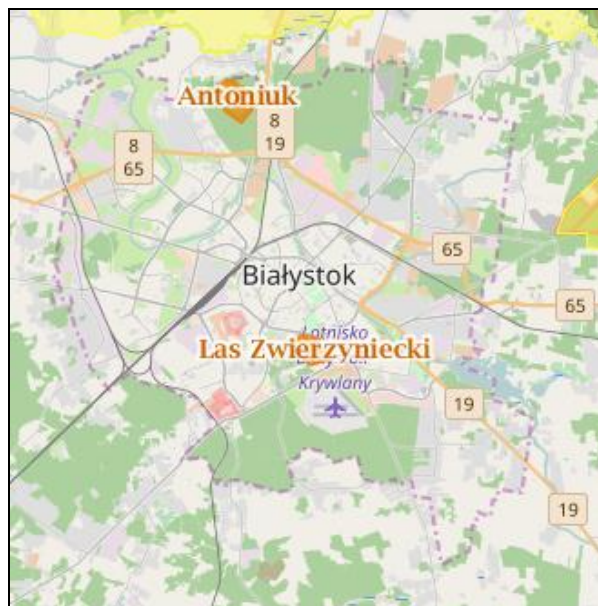 Antoniuk
8
19
8
65
65
Białystok
65
Lotnisko
Las Zwierzyniecki
Krywlany
19
19